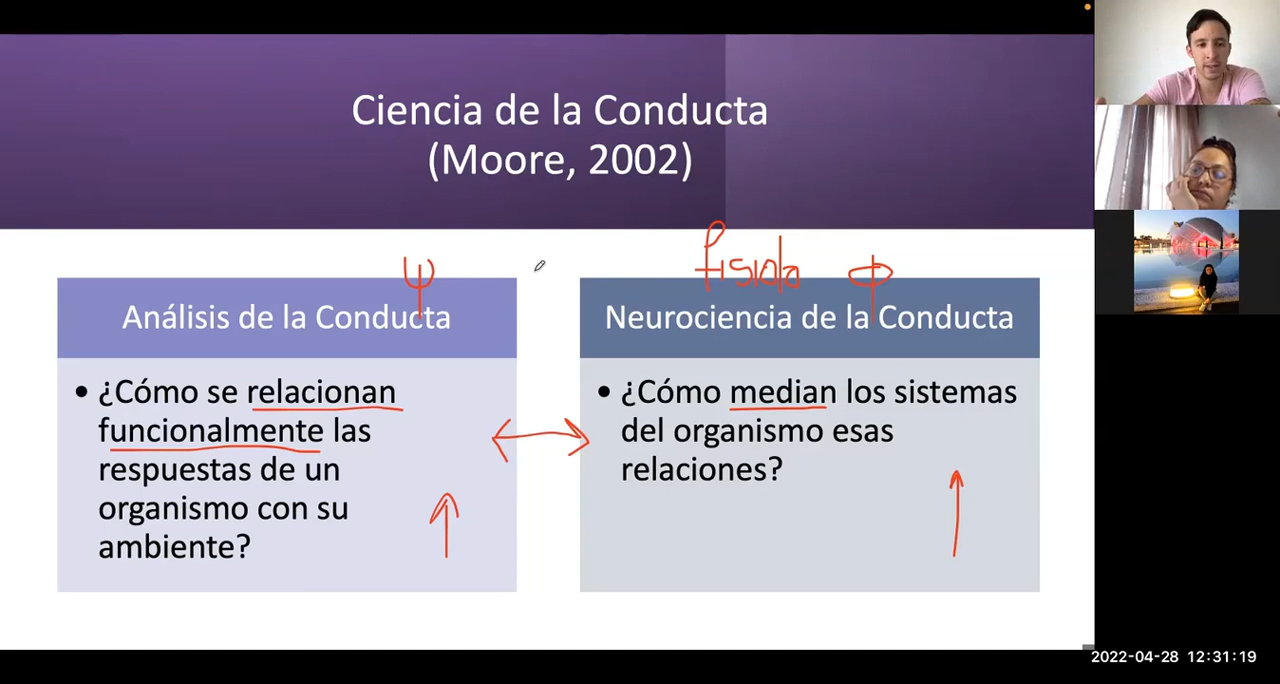 Ciencia de la Conducta
(Moore, 2002)
ψ
fisiolo
ϕ
Análisis de la Conducta
• ¿Cómo se relacionan
funcionalmente las
respuestas de un
organismo con su
ambiente?
Neurociencia de la Conducta
• ¿Cómo median los sistemas
del organismo esas
relaciones?
2022-04-28 12:31:19